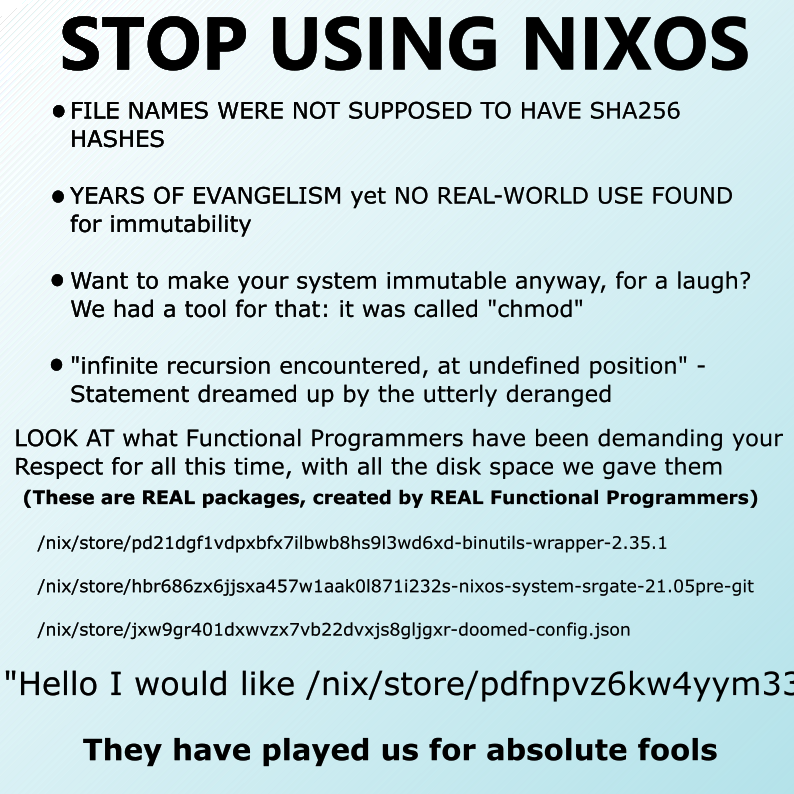 STOP USING NIXOS
● FILE NAMES WERE NOT SUPPOSED TO HAVE SHA256
HASHES
● YEARS OF EVANGELISM yet NO REAL-WORLD USE FOUND
for immutability
● Want to make your system immutable anyway, for a laugh?
We had a tool for that: it was called "chmod"
● "infinite recursion encountered, at undefined position" -
Statement dreamed up by the utterly deranged
LOOK AT what Functional Programmers have been demanding your
Respect for all this time, with all the disk space we gave them
(These are REAL packages, created by REAL Functional Programmers)
/nix/store/pd21dgf1vdpxbfx7ilbwb8hs9l3wd6xd-binutils-wrapper-2.35.1
/nix/store/hbr686zx6jjsxa457w1aak0l871i232s-nixos-system-srgate-21.05pre-git
/nix/store/jxw9gr401dxwvzx7vb22dvxjs8gljgxr-doomed-config.json
"Hello I would like /nix/store/pdfnpvz6kw4yym33
They have played us for absolute fools